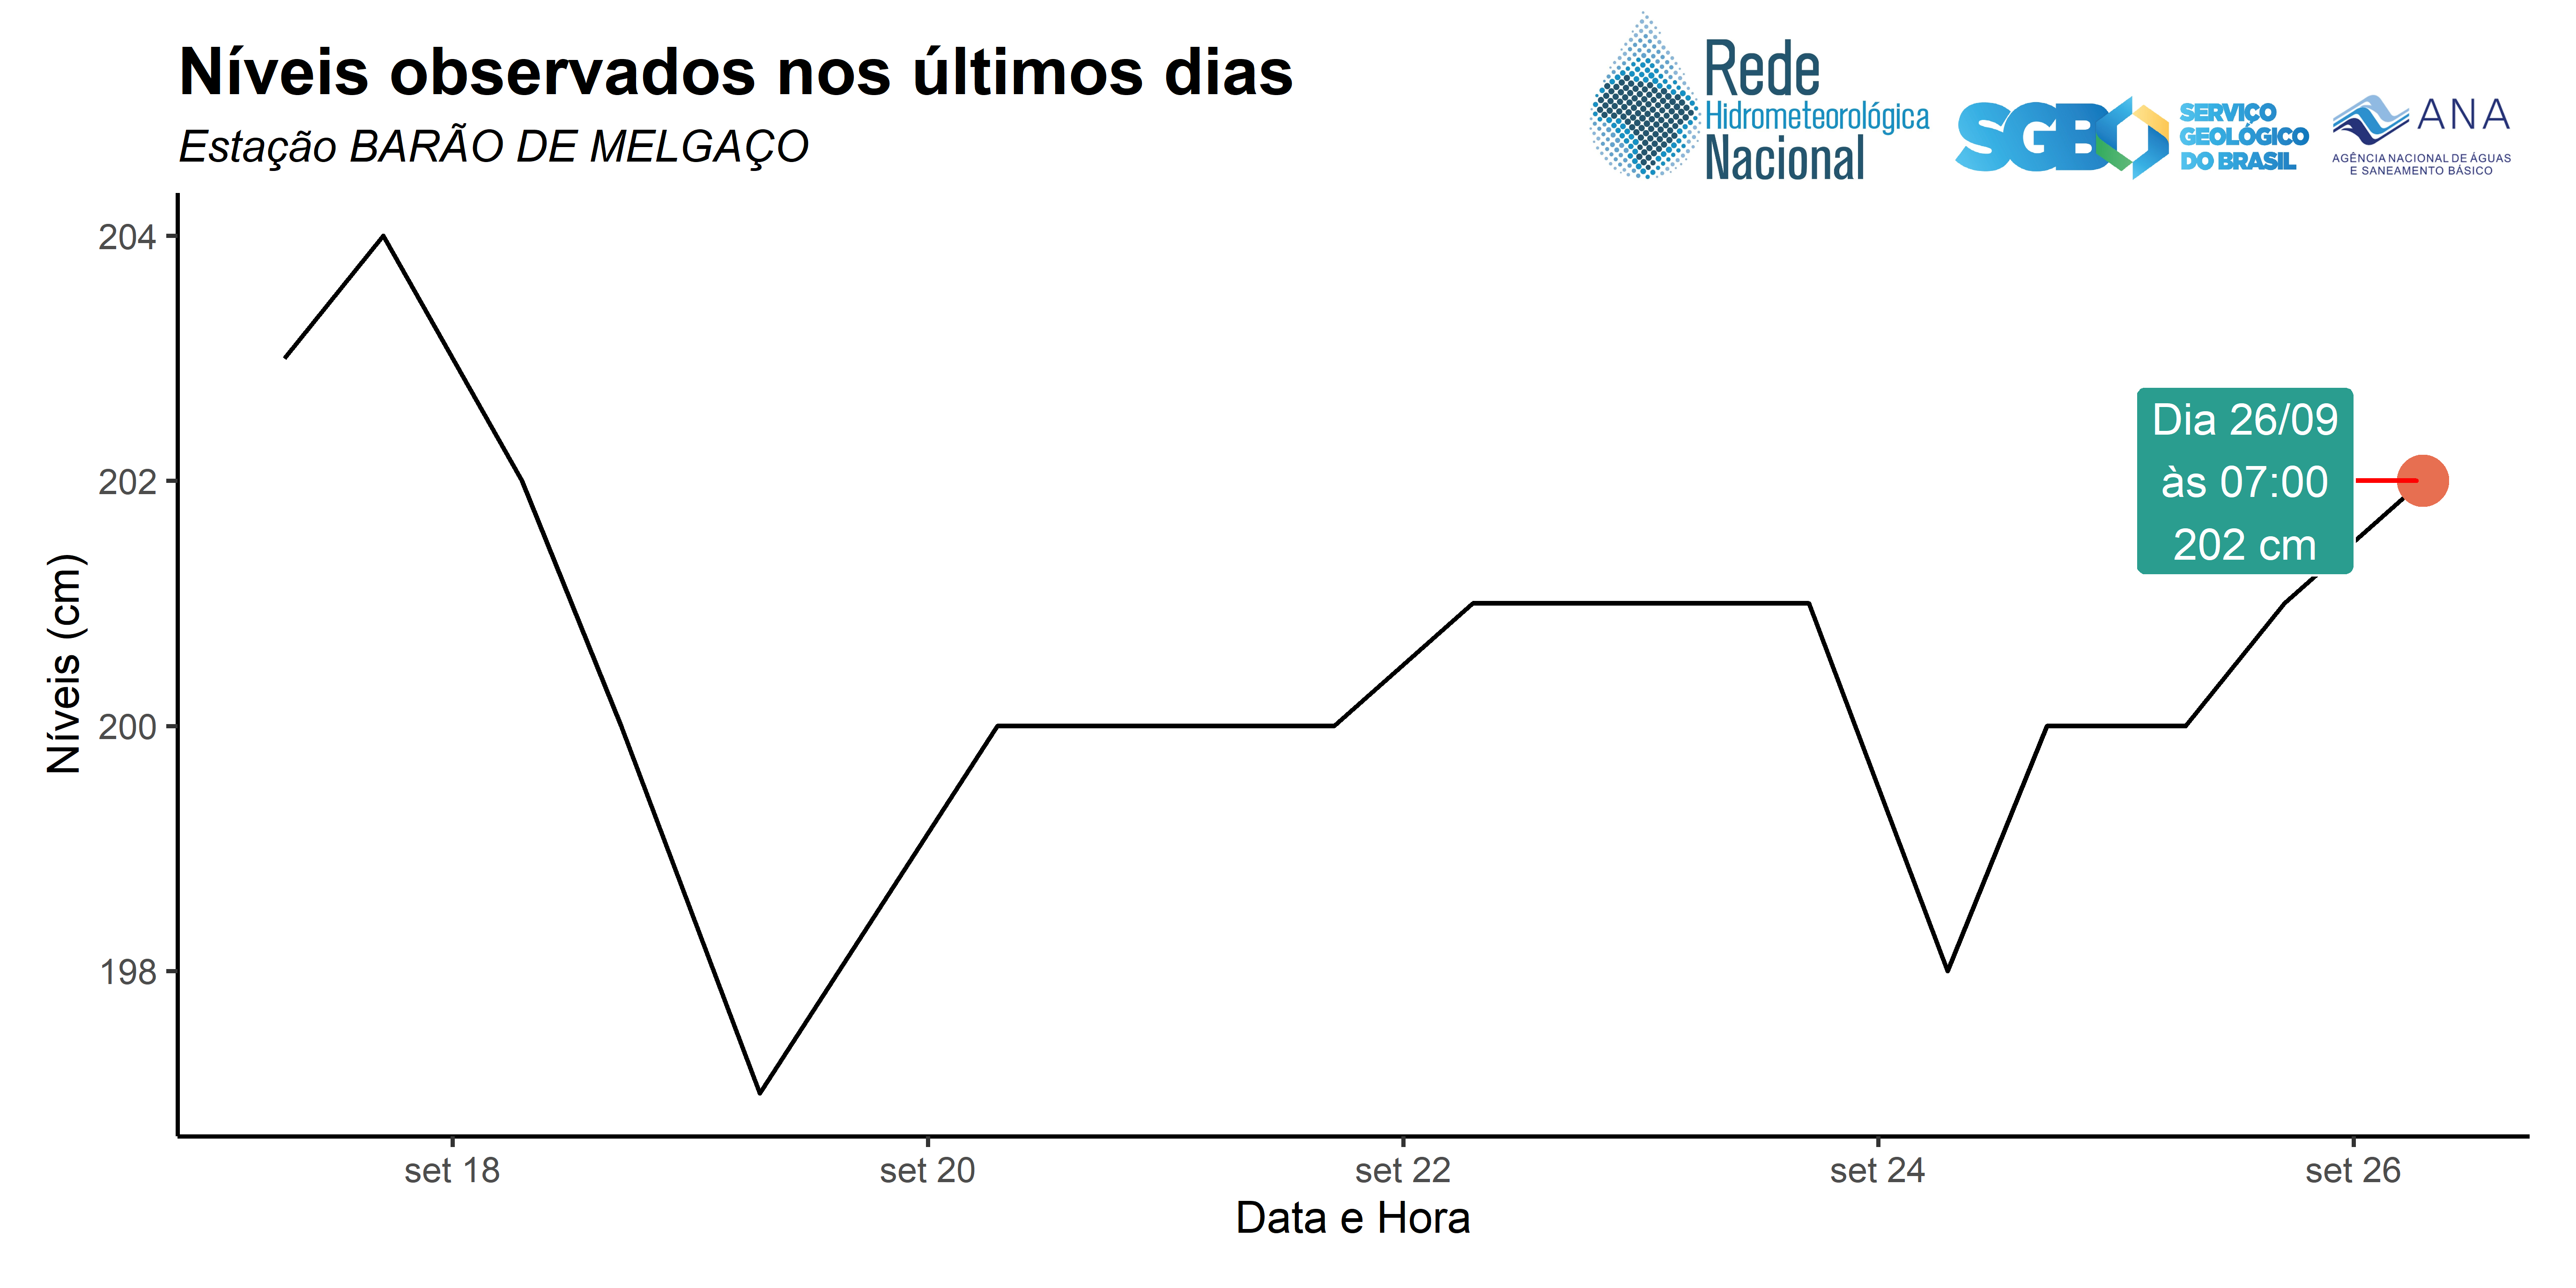 Níveis observados nos últimos dias
Estação BARÃO DE MELGAÇO
Rede
Hidrometeorológica
Nacional
SGB
SERVIÇO
GEOLÓGICO
DO BRASIL
ANA
AGÊNCIA NACIONAL DE ÁGUAS
E SANEAMENTO BÁSICO
204
202
200
198
Níveis (cm)
Dia 26/09
às 07:00
202 cm
set 18
set 20
set 22
set 24
set 26
Data e Hora